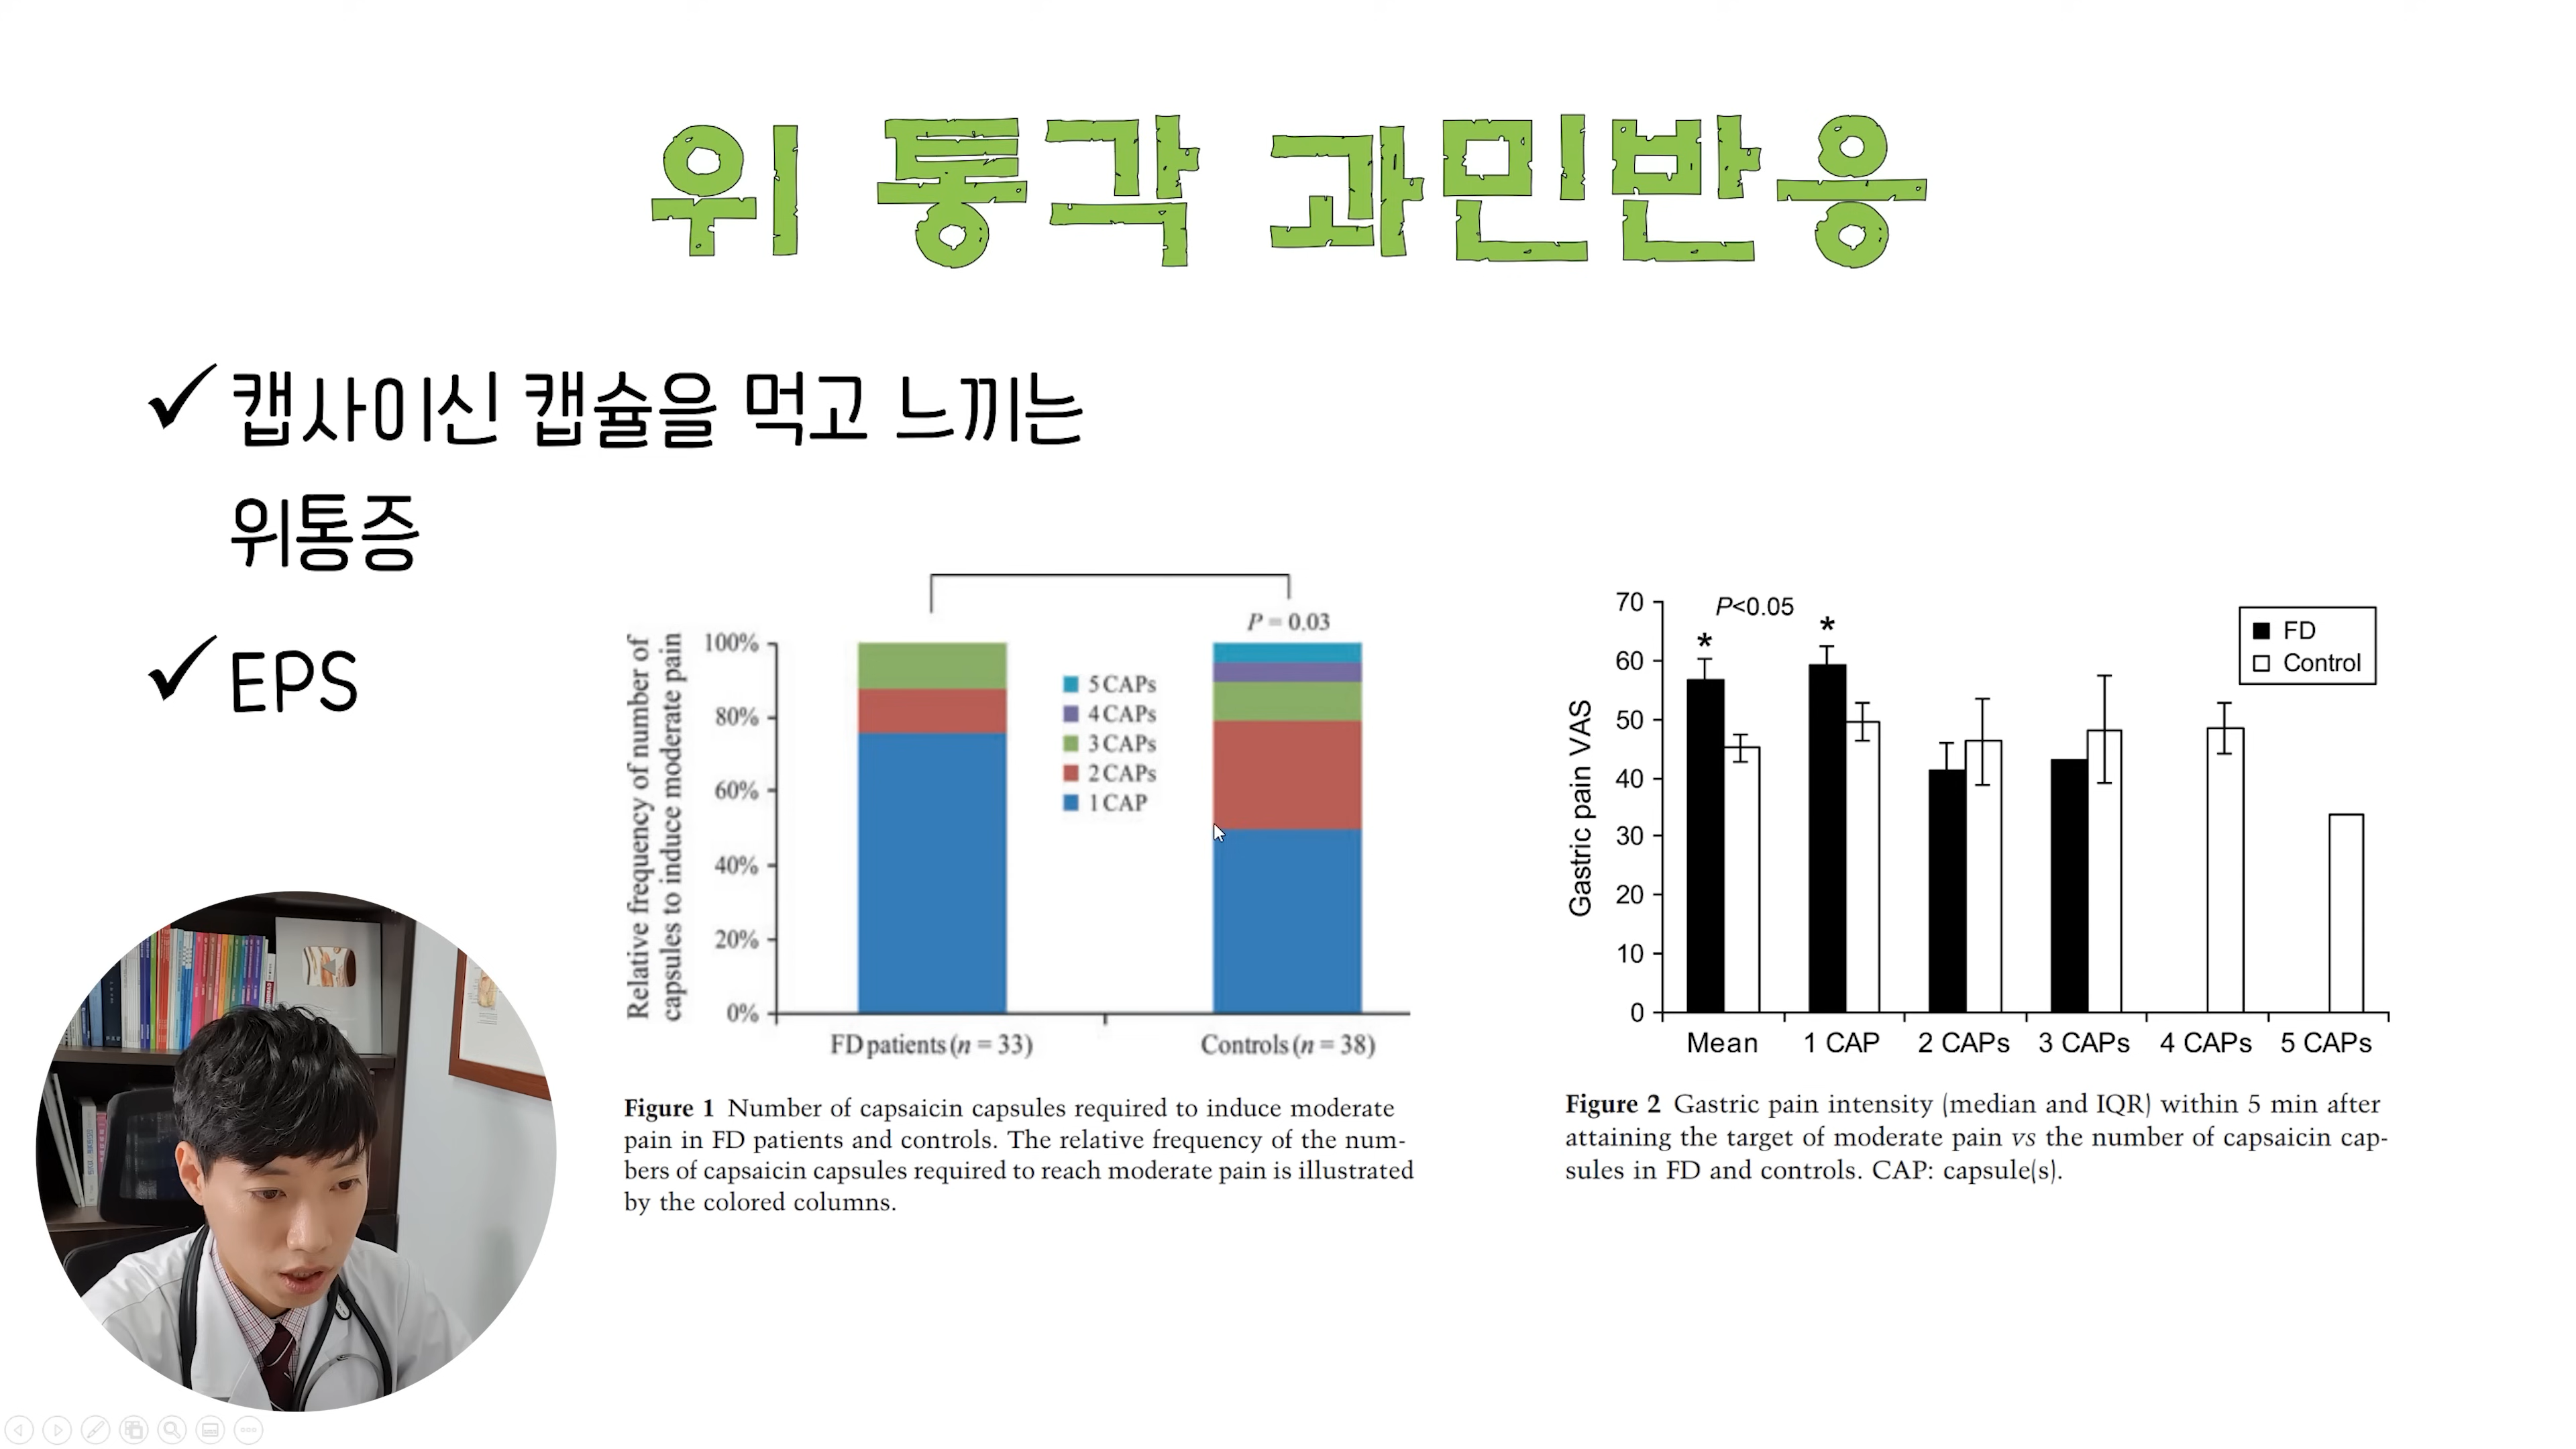 위 통각 과민반응
✓ 캡사이신 캡슐을 먹고 느끼는
위통증
✓ EPS
Relative frequency of number of
capsules to induce moderate pain
100%
80%
60%
40%
20%
0%
P = 0.03
5 CAPs
4 CAPs
3 CAPs
2 CAPs
1 CAP
FD patients (n = 33)
Controls (n = 38)
Figure 1 Number of capsaicin capsules required to induce moderate
pain in FD patients and controls. The relative frequency of the num-
bers of capsaicin capsules required to reach moderate pain is illustrated
by the colored columns.
Gastric pain VAS
70
60
50
40
30
20
10
0
P<0.05
*
*
FD
Control
Mean
1 CAP
2 CAPs
3 CAPs
4 CAPs
5 CAPs
Figure 2 Gastric pain intensity (median and IQR) within 5 min after
attaining the target of moderate pain vs the number of capsaicin cap-
sules in FD and controls. CAP: capsule(s).